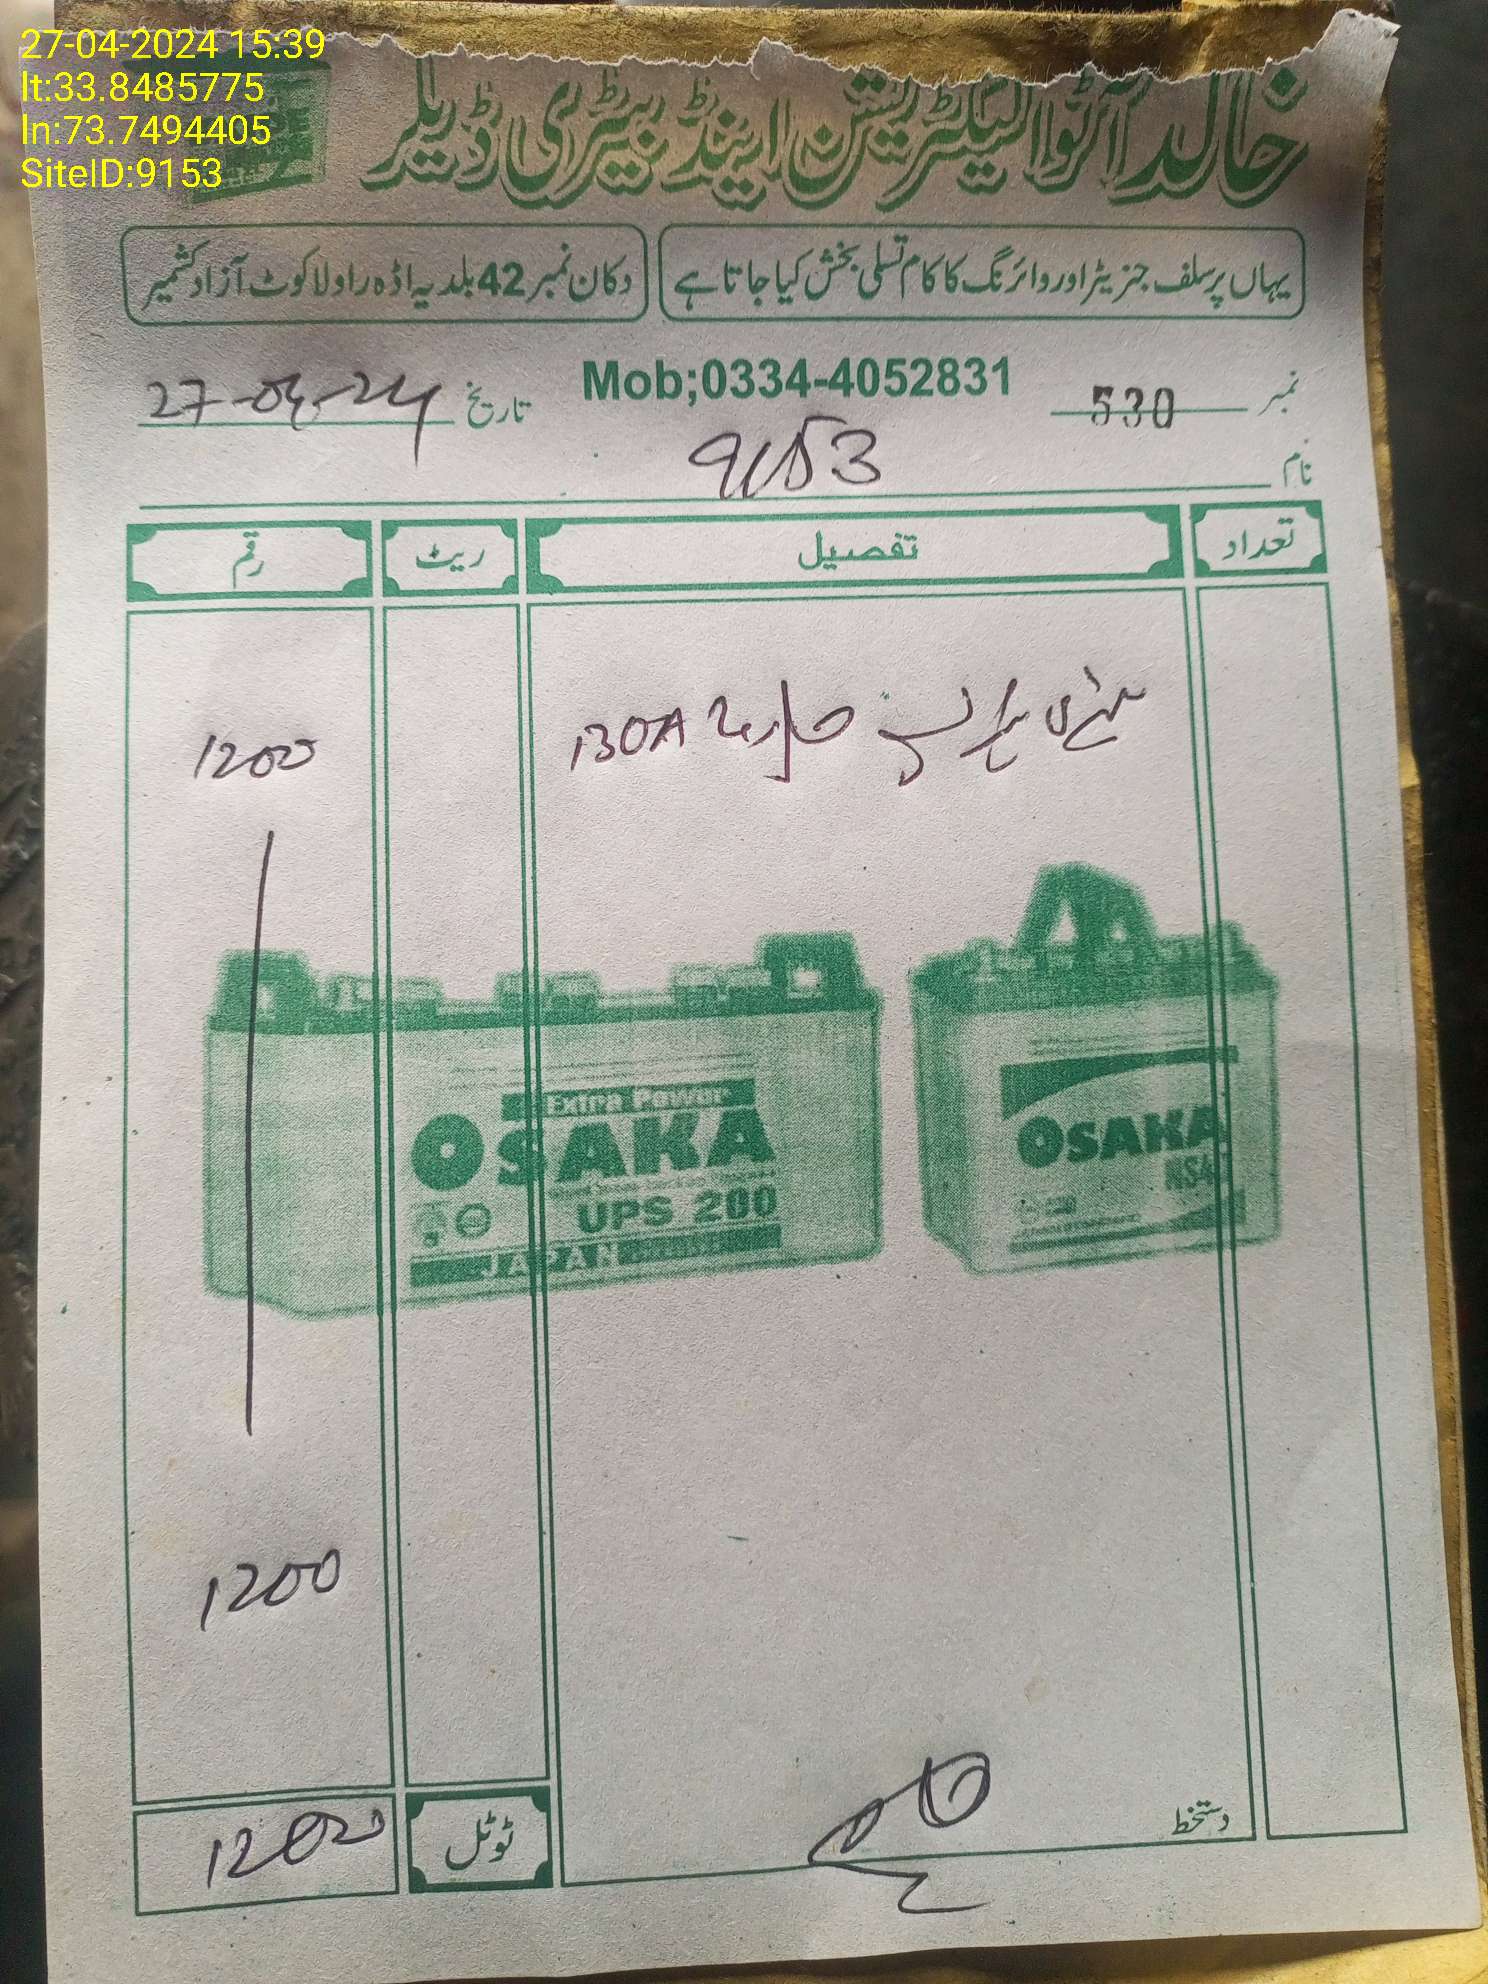 27-04-2024 15:39
lt:33.8485775
ln:73.7494405
SiteID:9153
خالد آٹو الیکٹریشن اینڈ بیٹری ڈیلر
یہاں پر سلف جنریٹر اور وائرنگ کا کام تسلی بخش کیا جاتا ہے
دکان نمبر 42 بلدیہ اڈہ راولاکوٹ آزاد کشمیر
نمبر 530
Mob;0334-4052831
تاریخ 27-04-24
نام 9153
تعداد تفصیل ریٹ رقم
130A 1200
Extra Power
OSAKA
UPS 200
JAPAN
OSAKA
1200
دستخط
ٹوٹل 1200